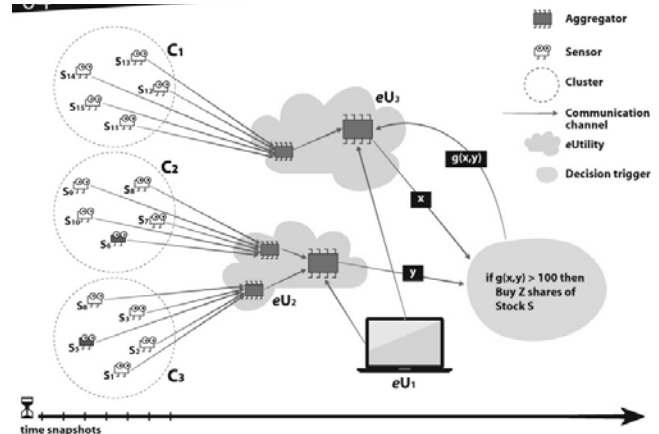 Aggregator
Sensor
Cluster
Communication
channel
eUtility
Decision trigger
C1
S13
S14
S12
S15
S11
eU3
g(x,y)
x
C2
S9
S8
S10
S7
S6
y
if g(x,y) > 100 then
Buy Z shares of
Stock S
eU2
S3
S5
S2
S1
C3
eU1
time snapshots